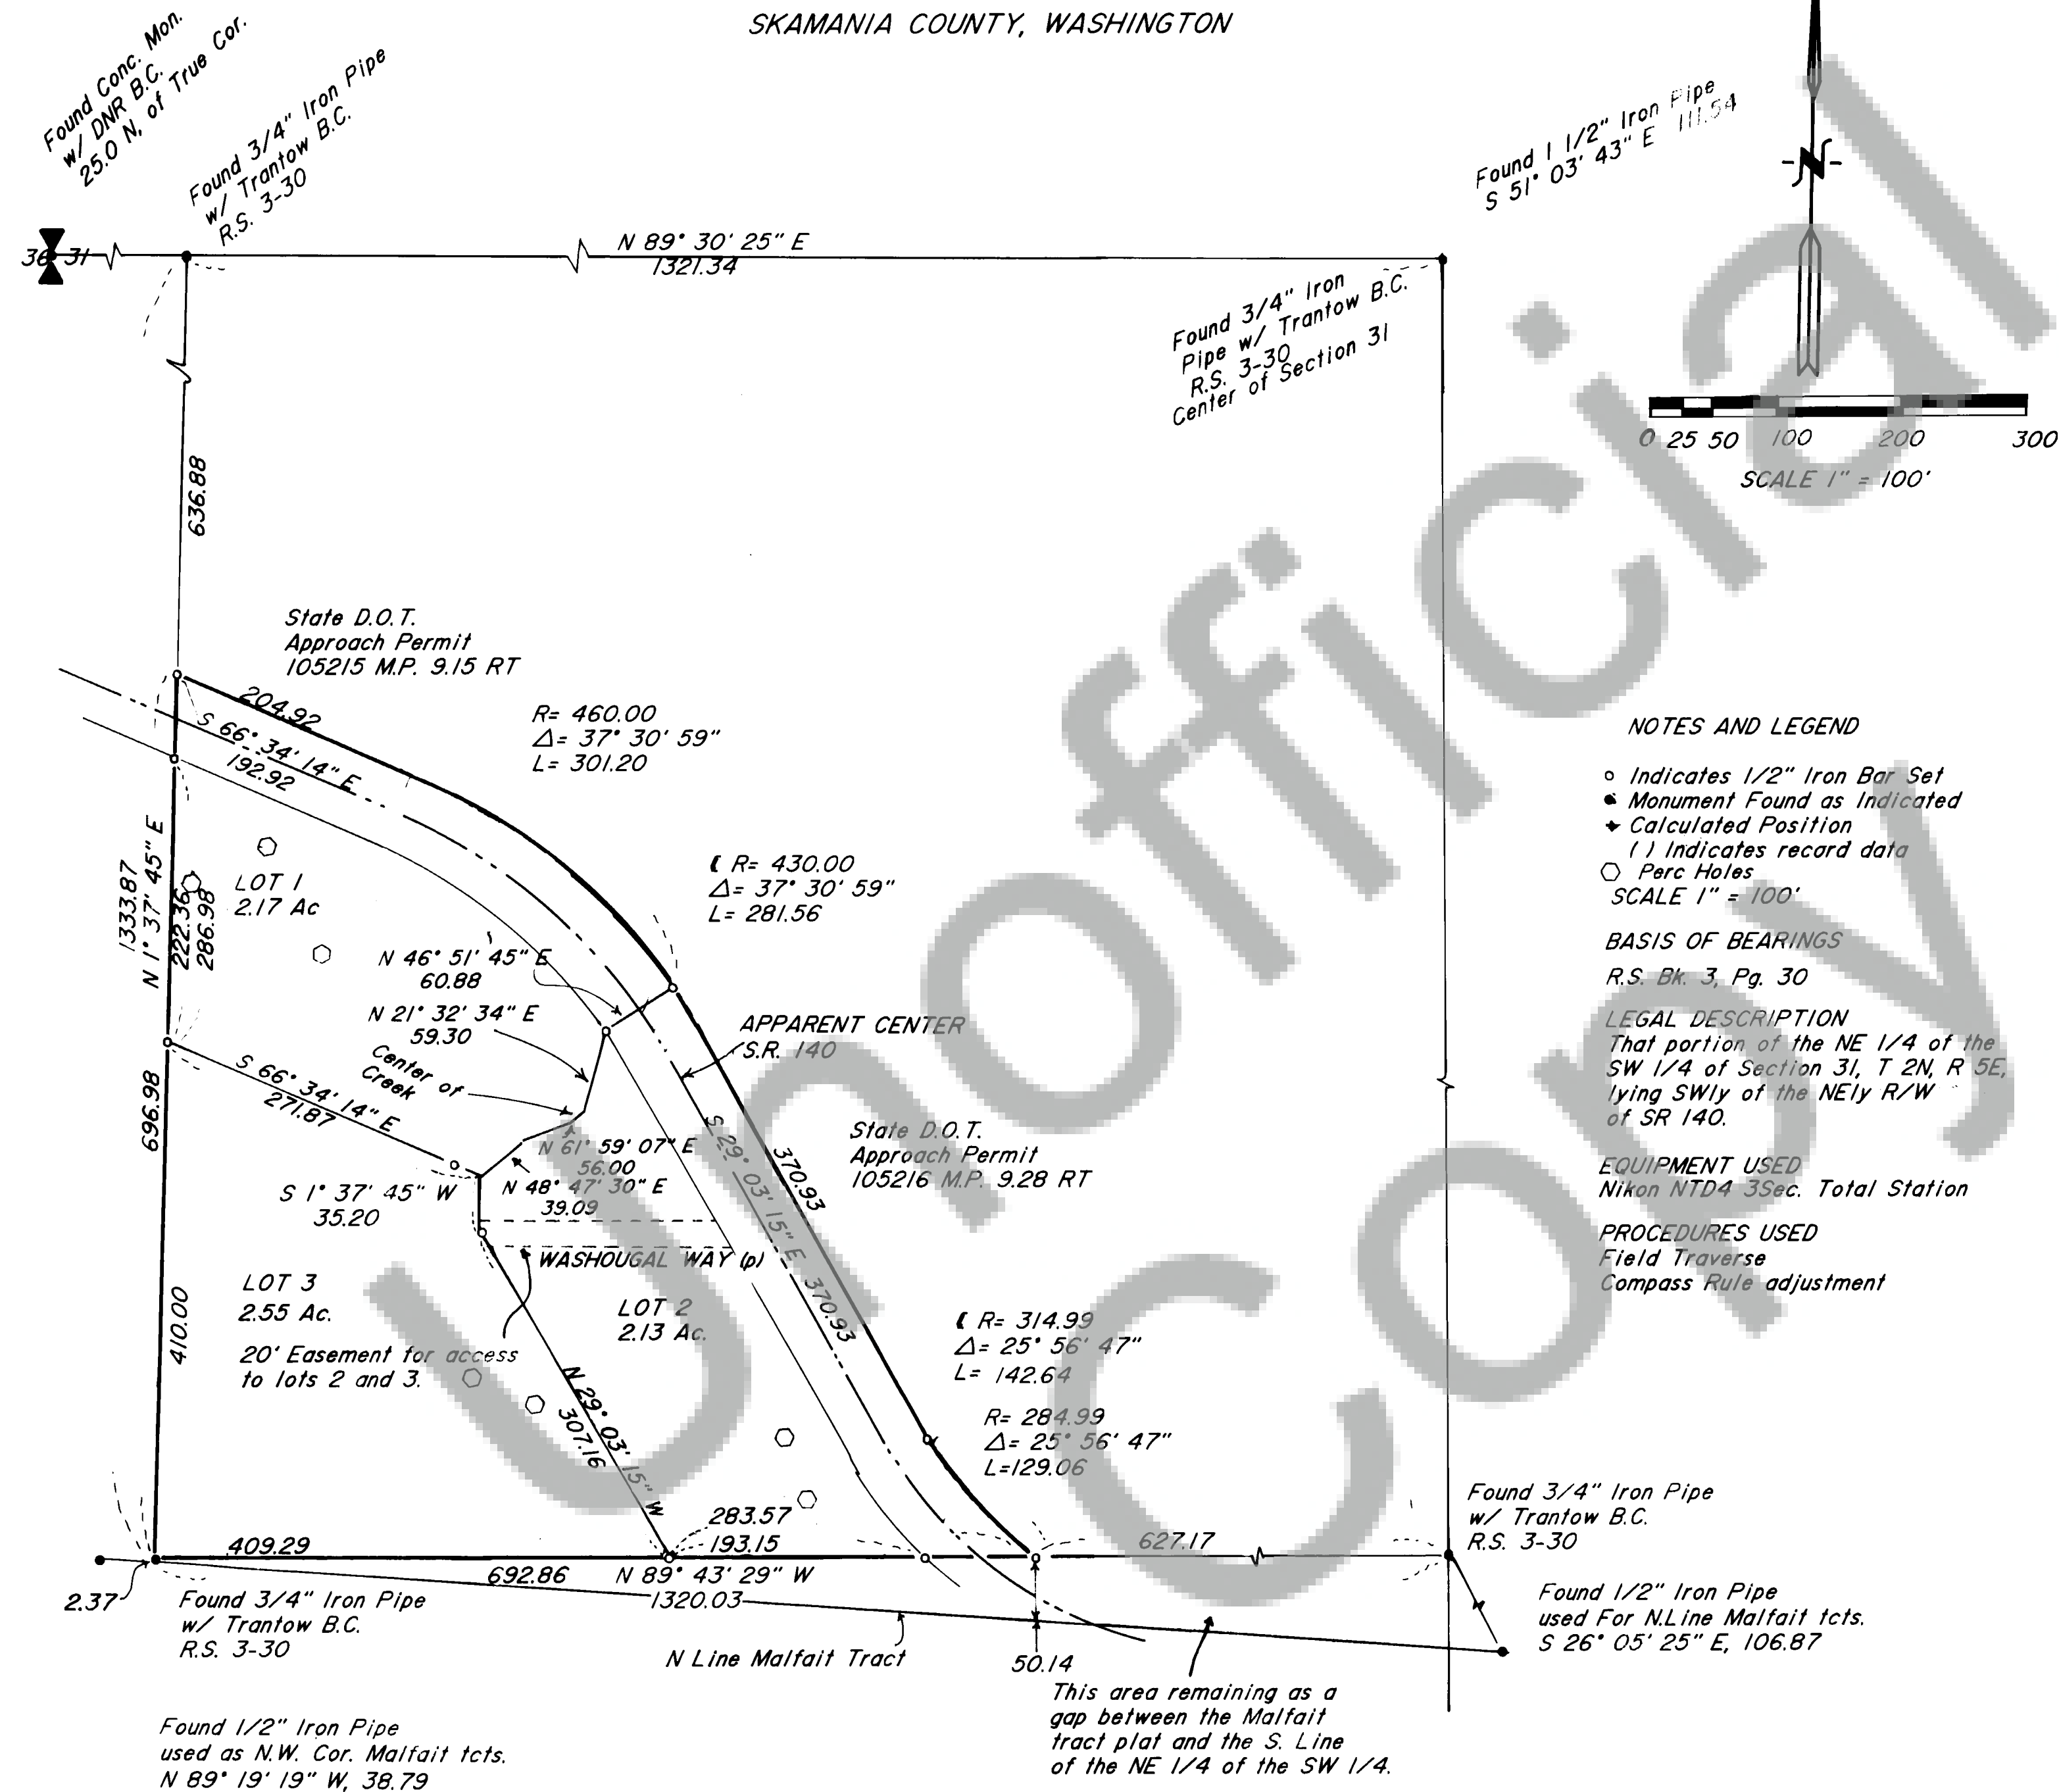 SKAMANIA COUNTY, WASHINGTON
Found Conc. Mon.
w/ DNR B.C.
25.0 N. of True Cor.
Found 3/4" Iron Pipe
w/ Trantow B.C.
R.S. 3-30
Found 1 1/2" Iron Pipe
S 51° 03' 43" E 111.54
N
36 31
N 89° 30' 25" E
1321.34
Found 3/4" Iron
Pipe w/ Trantow B.C.
R.S. 3-30
Center of Section 31
0 25 50 100 200 300
SCALE 1" = 100'
636.88
State D.O.T.
Approach Permit
105215 M.P. 9.15 RT
204.92
S 66° 34' 14" E
192.92
R= 460.00
Δ= 37° 30' 59"
L= 301.20
R= 430.00
Δ= 37° 30' 59"
L= 281.56
1333.87
N 1° 37' 45" E
222.36
286.98
LOT 1
2.17 Ac
N 46° 51' 45" E
60.88
N 21° 32' 34" E
59.30
Center of
Creek
APPARENT CENTER
S.R. 140
S 66° 34' 14" E
271.87
696.98
N 61° 59' 07" E
56.00
N 48° 47' 30" E
39.09
S 1° 37' 45" W
35.20
S 29° 03' 15" E 370.93
370.93
State D.O.T.
Approach Permit
105216 M.P. 9.28 RT
WASHOUGAL WAY (p)
LOT 3
2.55 Ac.
LOT 2
2.13 Ac.
410.00
20' Easement for access
to lots 2 and 3.
N 29° 03' 15" W
307.16
R= 314.99
Δ= 25° 56' 47"
L= 142.64
R= 284.99
Δ= 25° 56' 47"
L=129.06
NOTES AND LEGEND
Indicates 1/2" Iron Bar Set
Monument Found as Indicated
Calculated Position
( ) Indicates record data
Perc Holes
SCALE 1" = 100'
BASIS OF BEARINGS
R.S. Bk. 3, Pg. 30
LEGAL DESCRIPTION
That portion of the NE 1/4 of the
SW 1/4 of Section 31, T 2N, R 5E,
lying SWly of the NEly R/W
of SR 140.
EQUIPMENT USED
Nikon NTD4 3Sec. Total Station
PROCEDURES USED
Field Traverse
Compass Rule adjustment
409.29
283.57
193.15
627.17
692.86 N 89° 43' 29" W
1320.03
2.37
Found 3/4" Iron Pipe
w/ Trantow B.C.
R.S. 3-30
N Line Malfait Tract
50.14
Found 3/4" Iron Pipe
w/ Trantow B.C.
R.S. 3-30
Found 1/2" Iron Pipe
used For N.Line Malfait tcts.
S 26° 05' 25" E, 106.87
This area remaining as a
gap between the Malfait
tract plat and the S. Line
of the NE 1/4 of the SW 1/4.
Found 1/2" Iron Pipe
used as N.W. Cor. Malfait tcts.
N 89° 19' 19" W, 38.79
Unofficial
Copy